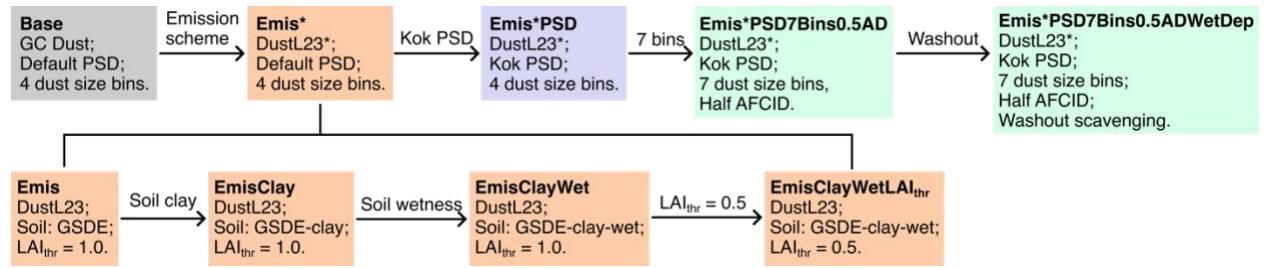 Base
GC Dust;
Default PSD;
4 dust size bins.
Emission
scheme
Emis*
DustL23*;
Default PSD;
4 dust size bins.
Kok PSD
Emis*PSD
DustL23*;
Kok PSD;
4 dust size bins.
7 bins
Emis*PSD7Bins0.5AD
DustL23*;
Kok PSD;
7 dust size bins,
Half AFCID.
Washout
Emis*PSD7Bins0.5ADWetDep
DustL23*;
Kok PSD;
7 dust size bins;
Half AFCID;
Washout scavenging.
Emis
DustL23;
Soil: GSDE;
LAIthr = 1.0.
Soil clay
EmisClay
DustL23;
Soil: GSDE-clay;
LAIthr = 1.0.
Soil wetness
EmisClayWet
DustL23;
Soil: GSDE-clay-wet;
LAIthr = 1.0.
LAIthr = 0.5
EmisClayWetLAIthr
DustL23;
Soil: GSDE-clay-wet;
LAIthr = 0.5.